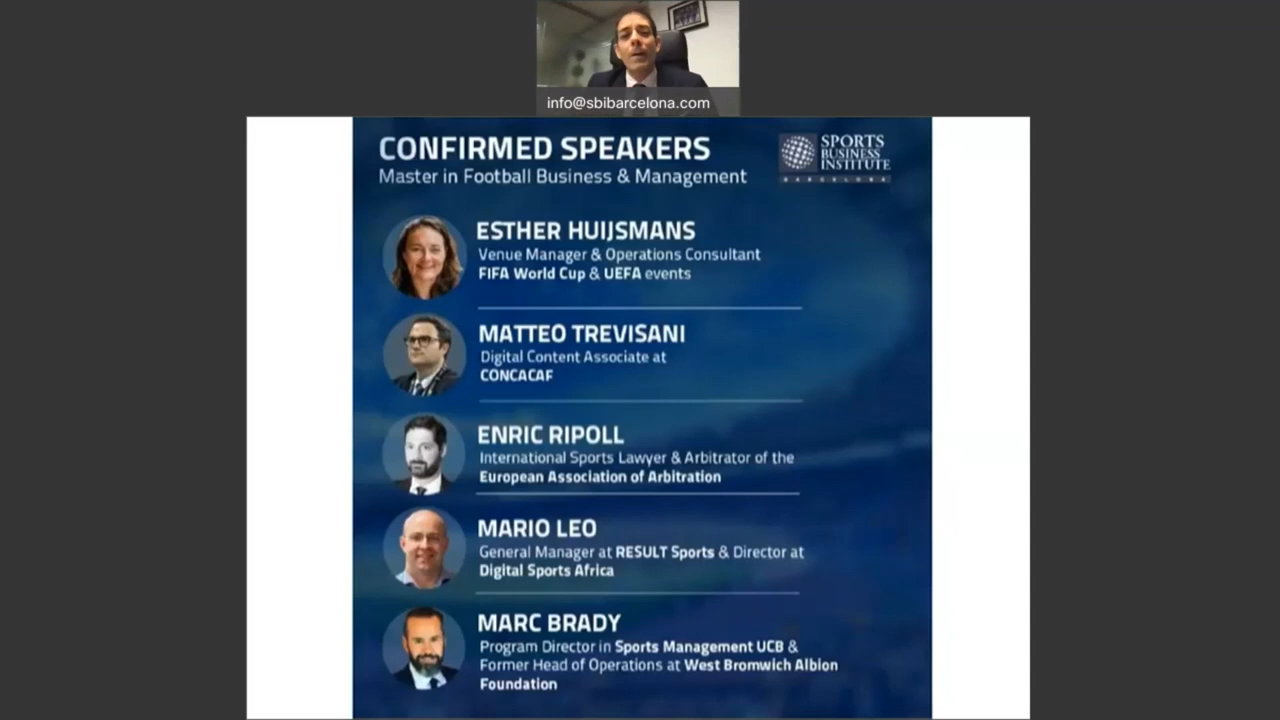 info@sbibarcelona.com
CONFIRMED SPEAKERS
Master in Football Business & Management
SPORTS
BUSINESS
INSTITUTE
BARCELONA
ESTHER HUIJSMANS
Venue Manager & Operations Consultant
FIFA World Cup & UEFA events
MATTEO TREVISANI
Digital Content Associate at
CONCACAF
ENRIC RIPOLL
International Sports Lawyer & Arbitrator of the
European Association of Arbitration
MARIO LEO
General Manager at RESULT Sports & Director at
Digital Sports Africa
MARC BRADY
Program Director in Sports Management UCB &
Former Head of Operations at West Bromwich Albion
Foundation